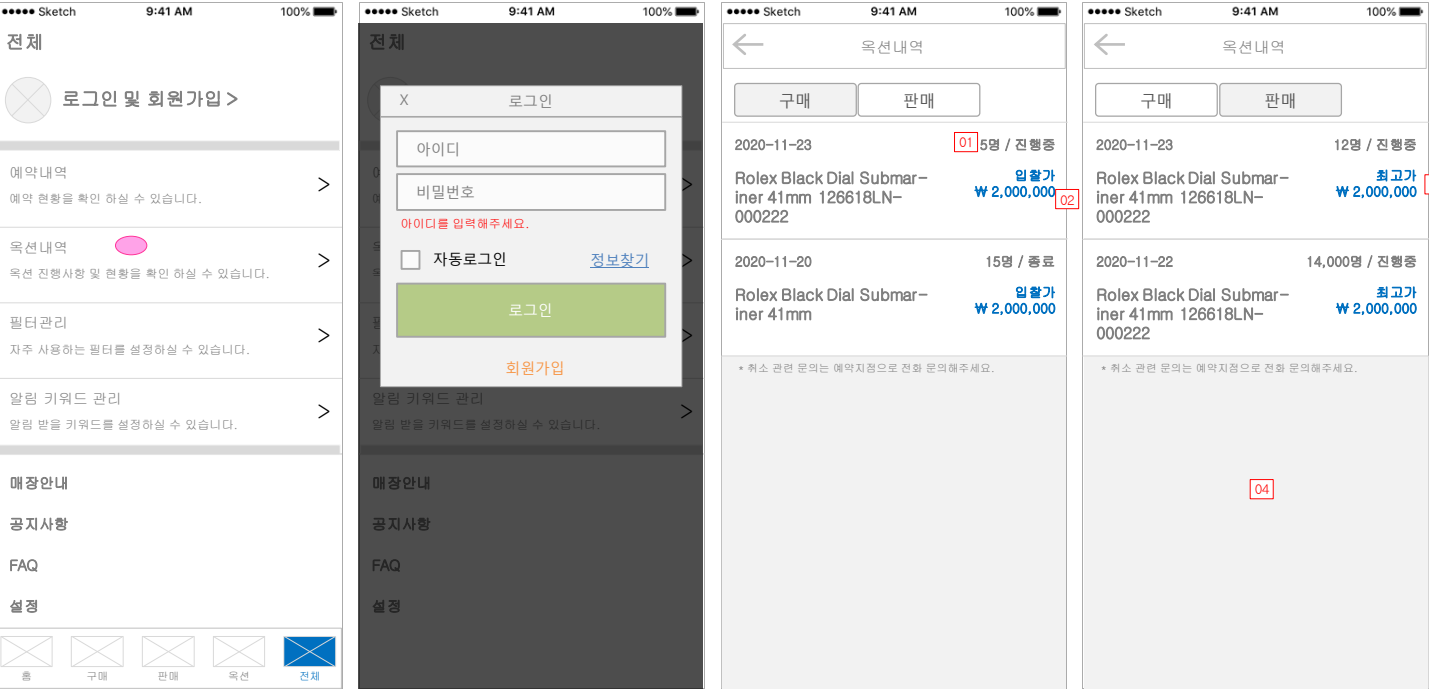 Sketch 9:41 AM 100%
전체
로그인 및 회원가입 >
예약내역
예약 현황을 확인 하실 수 있습니다.
옥션내역
옥션 진행사항 및 현황을 확인 하실 수 있습니다.
필터관리
자주 사용하는 필터를 설정하실 수 있습니다.
알림 키워드 관리
알림 받을 키워드를 설정하실 수 있습니다.
매장안내
공지사항
FAQ
설정
홈 구매 판매 옥션 전체
Sketch 9:41 AM 100%
전체
X 로그인
아이디
비밀번호
아이디를 입력해주세요.
자동로그인 정보찾기
로그인
회원가입
알림 키워드 관리
알림 받을 키워드를 설정하실 수 있습니다.
매장안내
공지사항
FAQ
설정
Sketch 9:41 AM 100%
옥션내역
구매 판매
2020-11-23 01 5명 / 진행중
Rolex Black Dial Submar- 입찰가
iner 41mm 126618LN- ₩ 2,000,000 02
000222
2020-11-20 15명 / 종료
Rolex Black Dial Submar- 입찰가
iner 41mm ₩ 2,000,000
* 취소 관련 문의는 예약지점으로 전화 문의해주세요.
Sketch 9:41 AM 100%
옥션내역
구매 판매
2020-11-23 12명 / 진행중
Rolex Black Dial Submar- 최고가
iner 41mm 126618LN- ₩ 2,000,000
000222
2020-11-22 14,000명 / 진행중
Rolex Black Dial Submar- 최고가
iner 41mm 126618LN- ₩ 2,000,000
000222
* 취소 관련 문의는 예약지점으로 전화 문의해주세요.
04